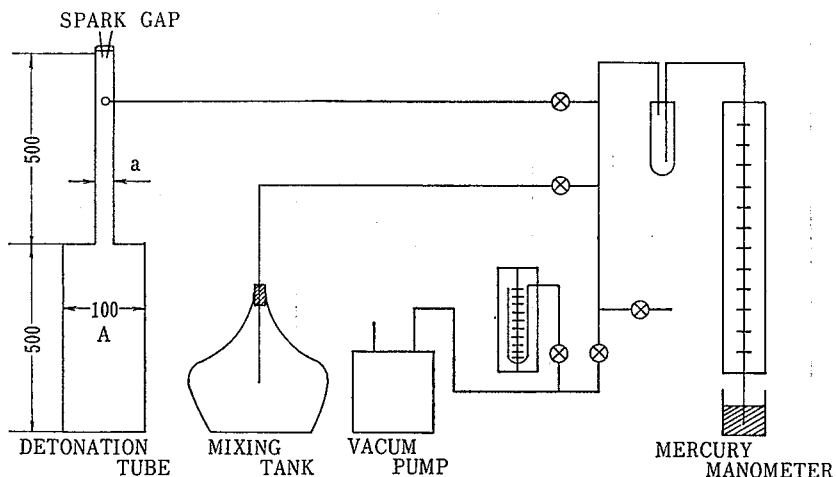 SPARK GAP
500
a
500
100
A
DETONATION
TUBE
MIXING
TANK
VACUM
PUMP
MERCURY
MANOMETER